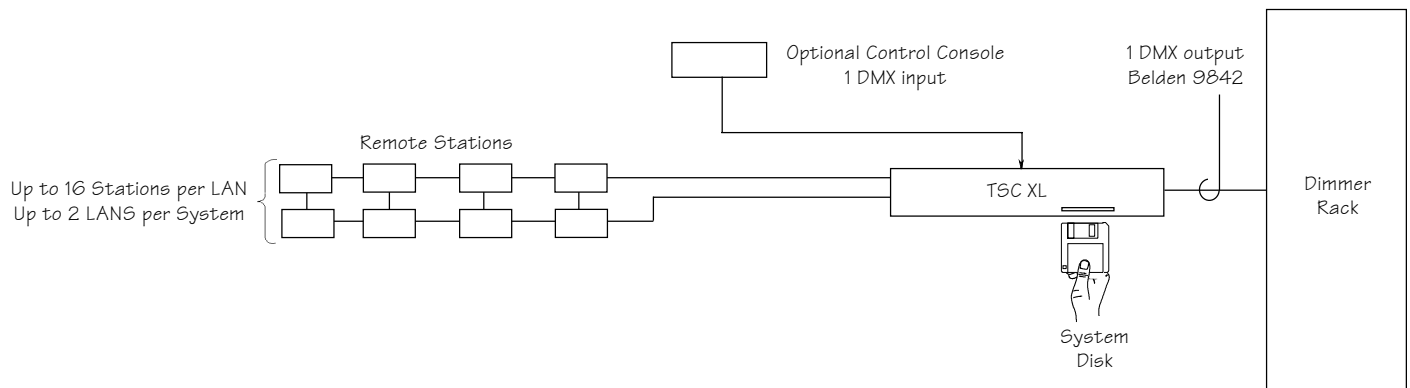 Optional Control Console
1 DMX input
1 DMX output
Belden 9842
Remote Stations
Up to 16 Stations per LAN
Up to 2 LANS per System
TSC XL
Dimmer
Rack
System
Disk